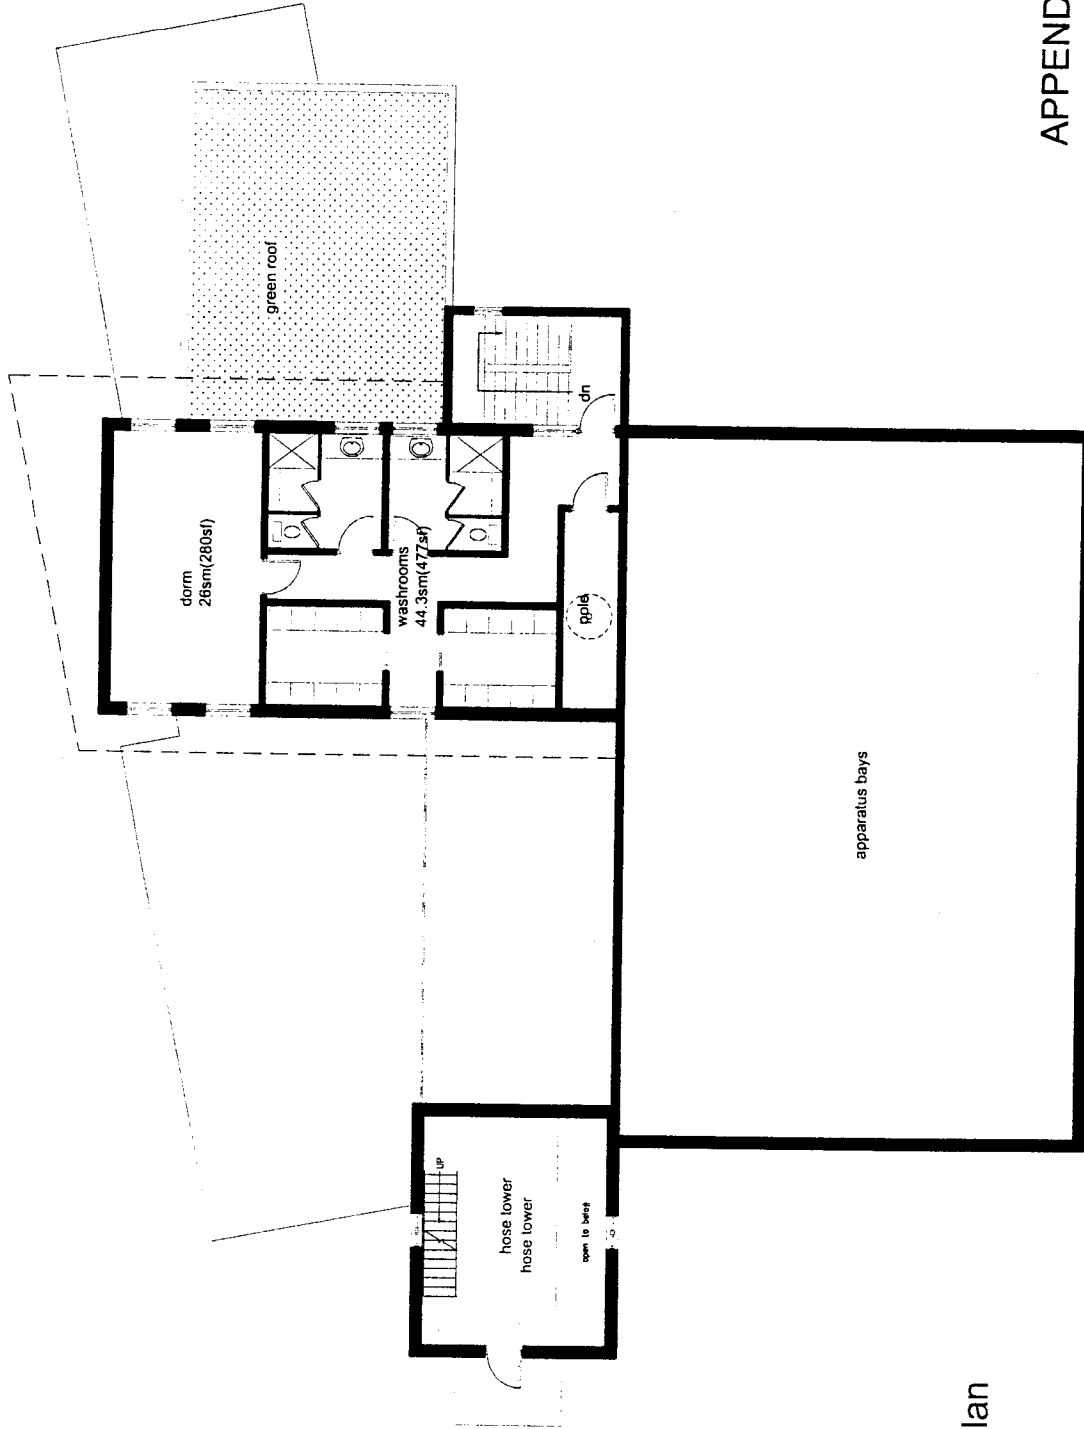 APPEND
green roof
dn
dorm
26sm(280sf)
washrooms
44.3sm(477sf)
pole
apparatus bays
UP
hose tower
hose tower
open to below
lan